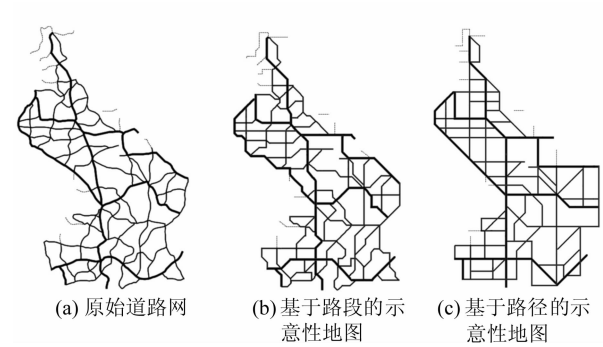 (a) 原始道路网
(b) 基于路段的示
意性地图
(c) 基于路径的示
意性地图